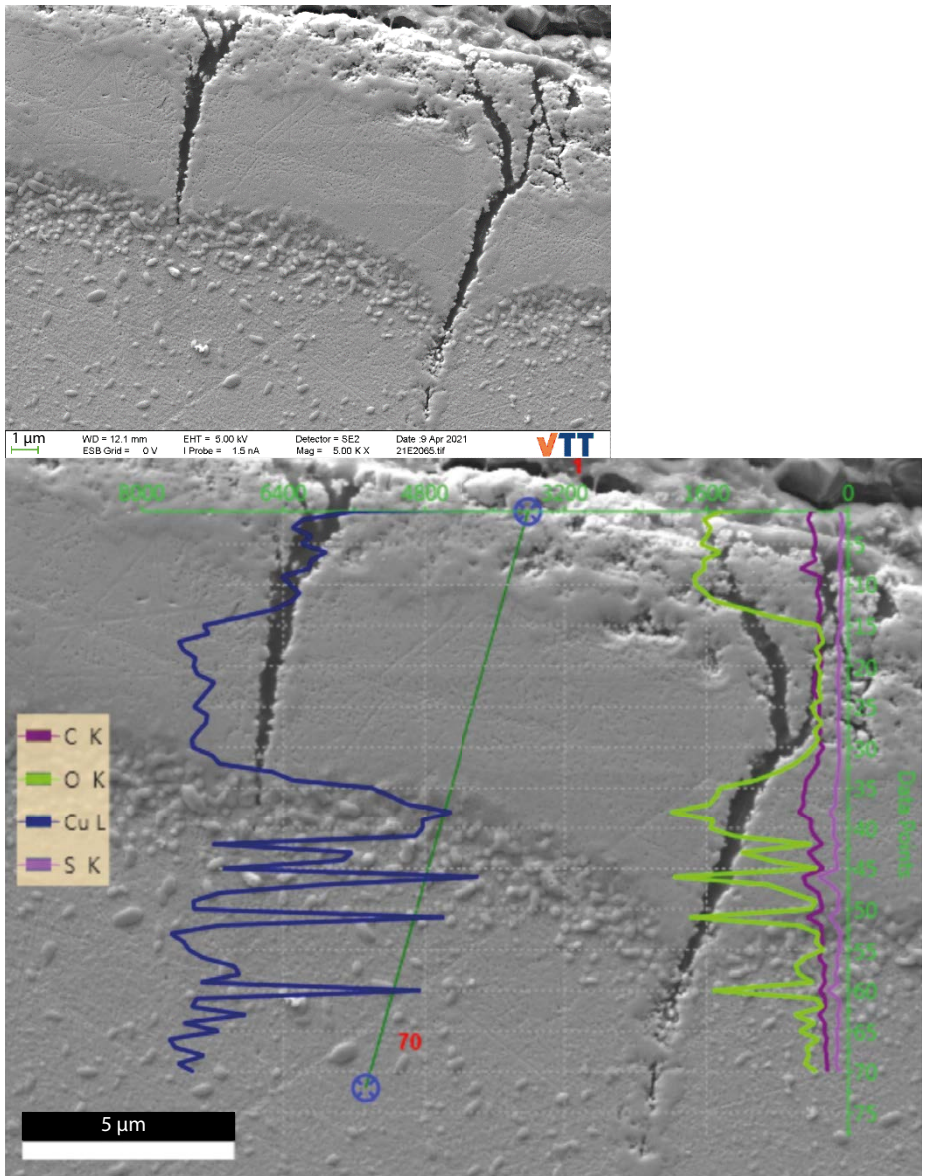 1 µm
WD = 12.1 mm
EHT = 5.00 kV
Detector = SE2
Date :9 Apr 2021
ESB Grid = 0 V
I Probe = 1.5 nA
Mag = 5.00 K X
21E2065.tif
VTT
1
8000 6400 4800 3200 1600 0
5
10
15
20
25
30
35
40
45
50
55
60
65
70
75
Data Points
C K
O K
Cu L
S K
70
5 µm